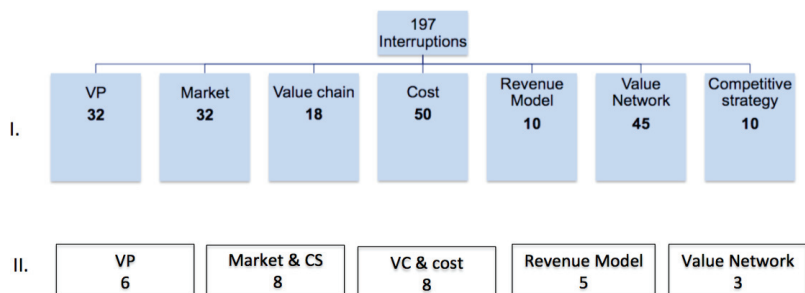 197
Interruptions
I.
VP
32
Market
32
Value chain
18
Cost
50
Revenue
Model
10
Value
Network
45
Competitive
strategy
10
II.
VP
6
Market & CS
8
VC & cost
8
Revenue Model
5
Value Network
3